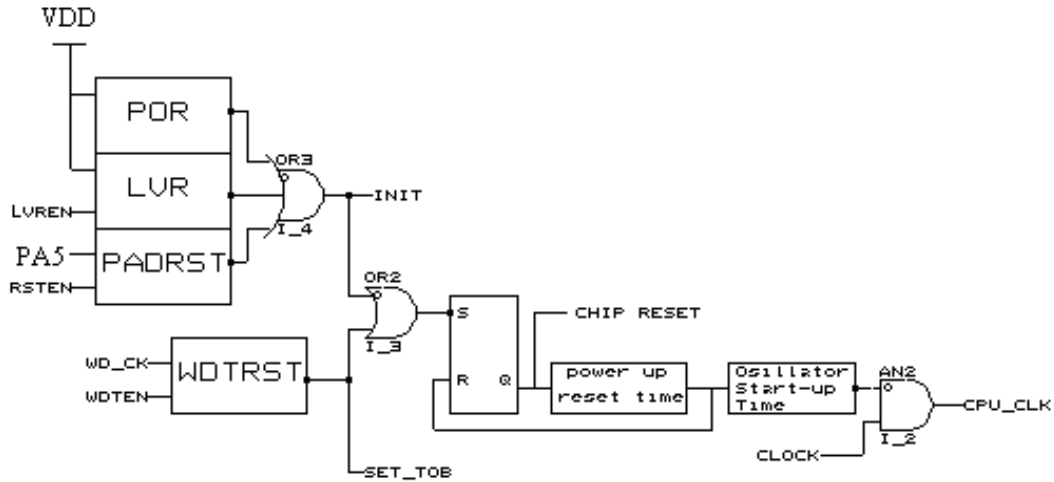 VDD
POR
OR3
LVR
INIT
LVREN
I_4
PA5
PADRST
RSTEN
OR2
S
CHIP RESET
I_3
WD_CK
WDTRST
WDTEN
R
Q
power up
reset time
Osillator
Start-up
Time
AN2
CPU_CLK
I_2
CLOCK
SET_TOB